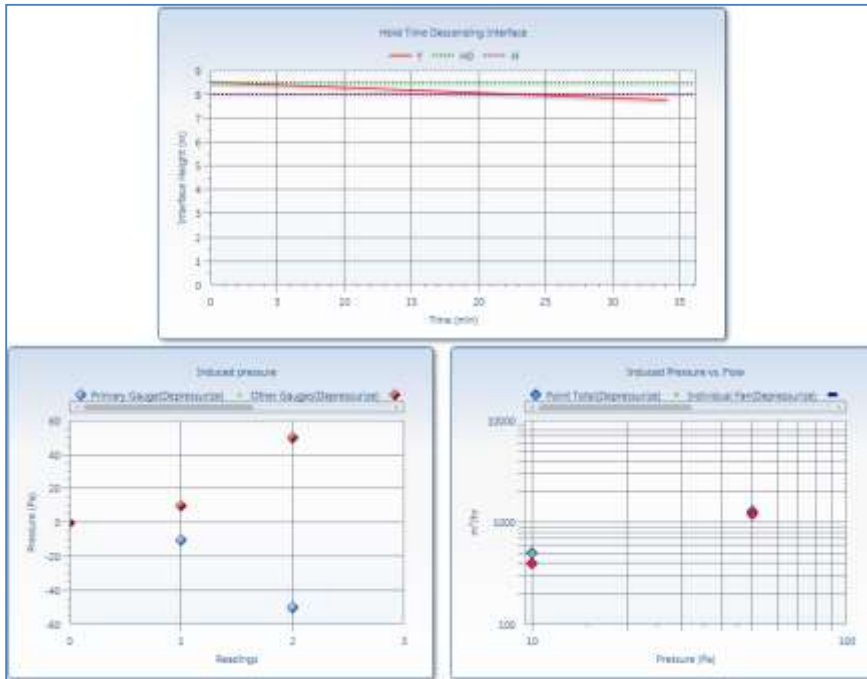 Hold Time Descending Interface
Y H0 H
9
8
7
6
5
4
3
2
1
0
Interface Height (m)
0 5 10 15 20 25 30 35
Time (min)
Induced pressure
Primary Gauge(Depressurize) Other Gauges(Depressurize)
60
40
20
0
-20
-40
-60
Pressure (Pa)
0 1 2 3
Readings
Induced Pressure vs. Flow
Point Total(Depressurize) Individual Fan(Depressurize)
10000
1000
100
m³/hr
10 100
Pressure (Pa)